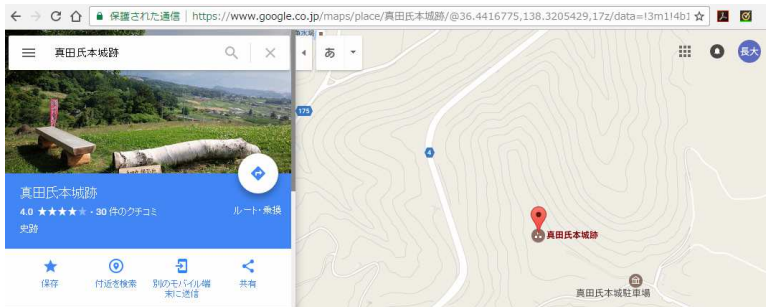 保護された通信 | https://www.google.co.jp/maps/place/真田氏本城跡/@36.4416775,138.3205429,17z/data=!3m1!4b1
真田氏本城跡
あ
長大
175
4
真田氏本城跡
4.0 ★★★★★ · 30 件のクチコミ
ルート·乗換
史跡
保存
付近を検索
別のモバイル端
末に送信
共有
真田氏本城跡
真田氏本城駐車場